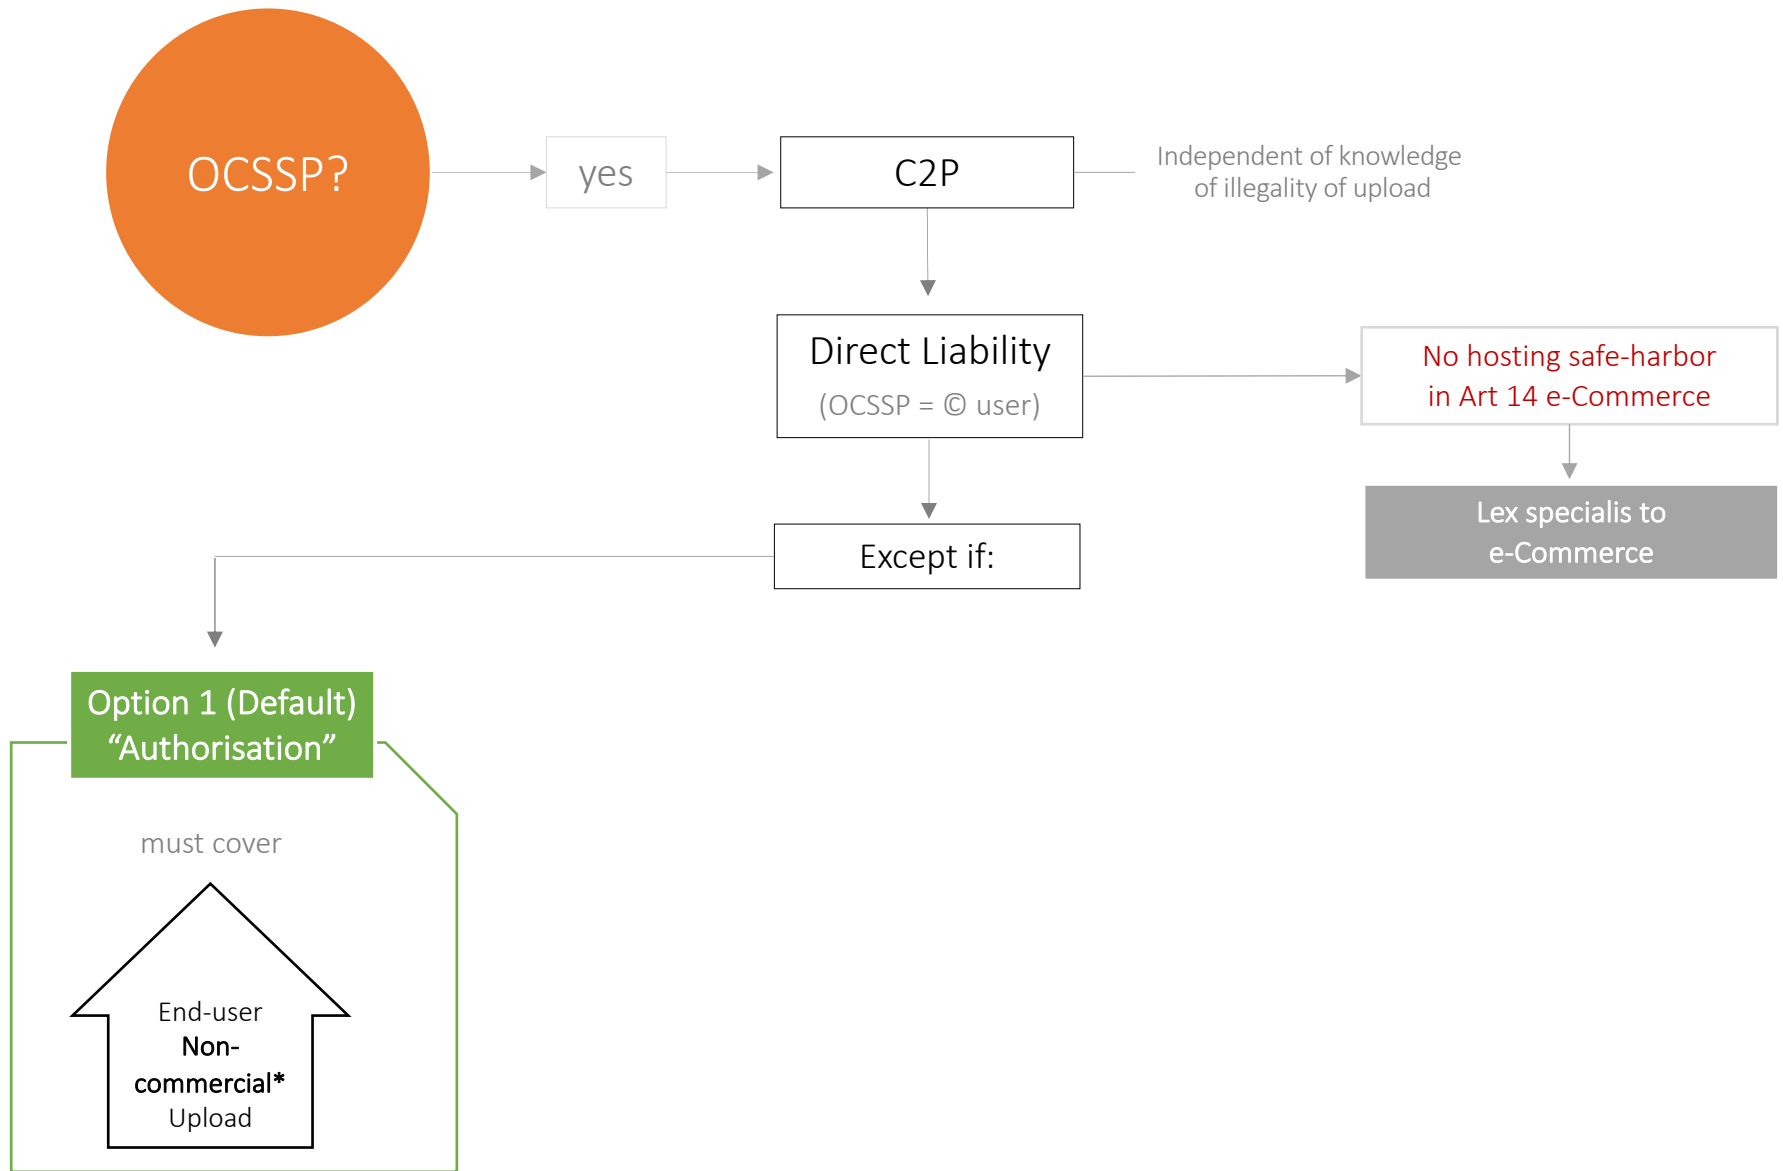 OCSSP?
yes
C2P
Independent of knowledge
of illegality of upload
Direct Liability
(OCSSP = © user)
No hosting safe-harbor
in Art 14 e-Commerce
Lex specialis to
e-Commerce
Except if:
Option 1 (Default)
“Authorisation”
must cover
End-user
Non-
commercial*
Upload